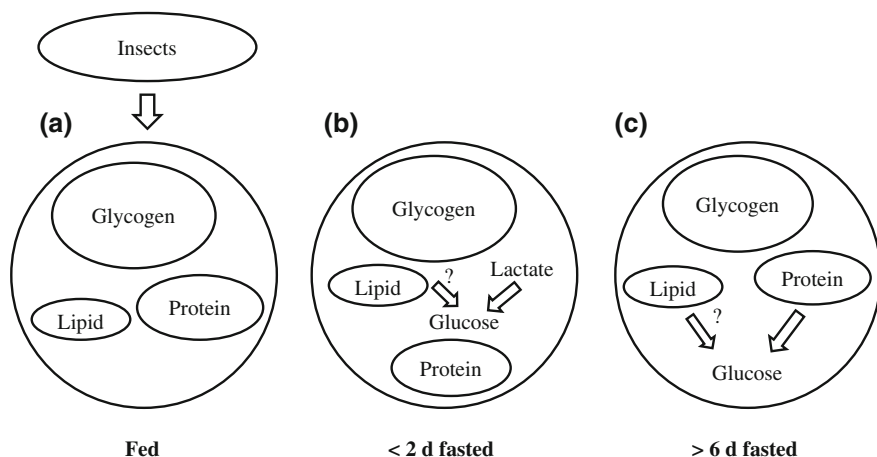 Insects
(a)
Glycogen
Lipid
Protein
Fed
(b)
Glycogen
Lipid
?
Lactate
Glucose
Protein
< 2 d fasted
(c)
Glycogen
Lipid
Protein
?
Glucose
> 6 d fasted